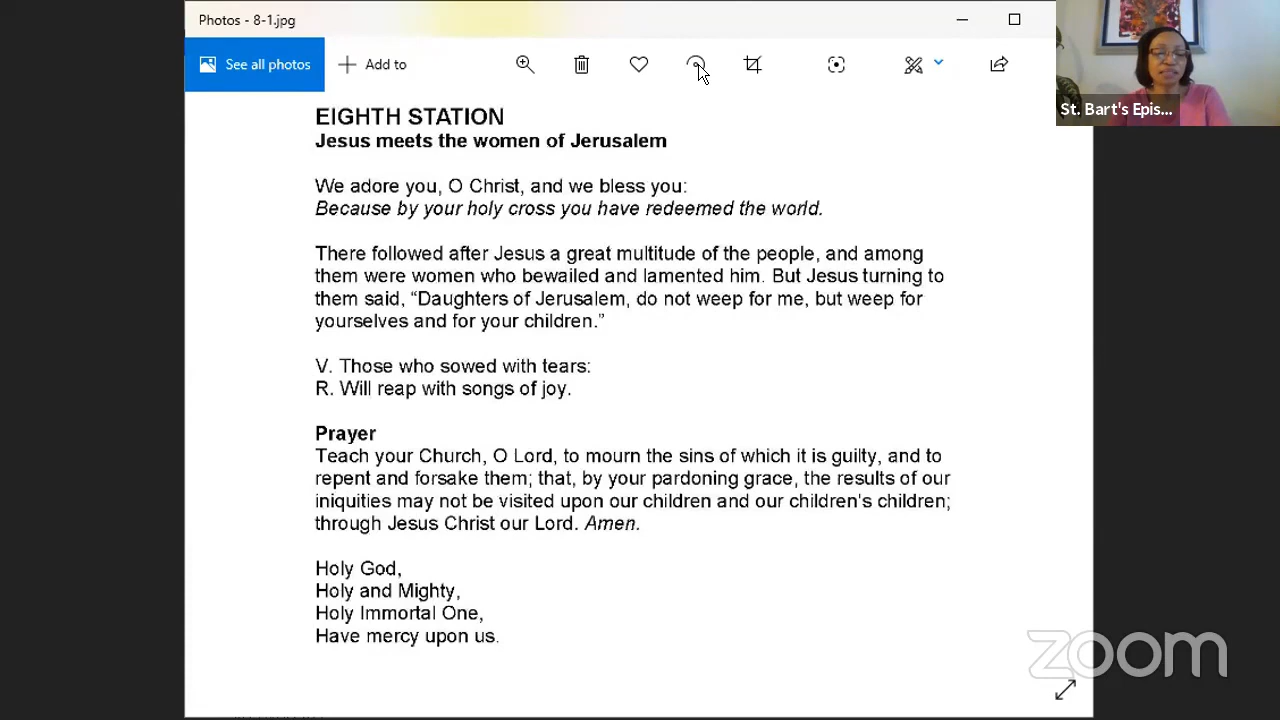 Photos - 8-1.jpg
See all photos
Add to
St. Bart's Epis...
EIGHTH STATION
Jesus meets the women of Jerusalem
We adore you, O Christ, and we bless you:
Because by your holy cross you have redeemed the world.
There followed after Jesus a great multitude of the people, and among
them were women who bewailed and lamented him. But Jesus turning to
them said, “Daughters of Jerusalem, do not weep for me, but weep for
yourselves and for your children.”
V. Those who sowed with tears:
R. Will reap with songs of joy.
Prayer
Teach your Church, O Lord, to mourn the sins of which it is guilty, and to
repent and forsake them; that, by your pardoning grace, the results of our
iniquities may not be visited upon our children and our children's children;
through Jesus Christ our Lord. Amen.
Holy God,
Holy and Mighty,
Holy Immortal One,
Have mercy upon us.
zoom